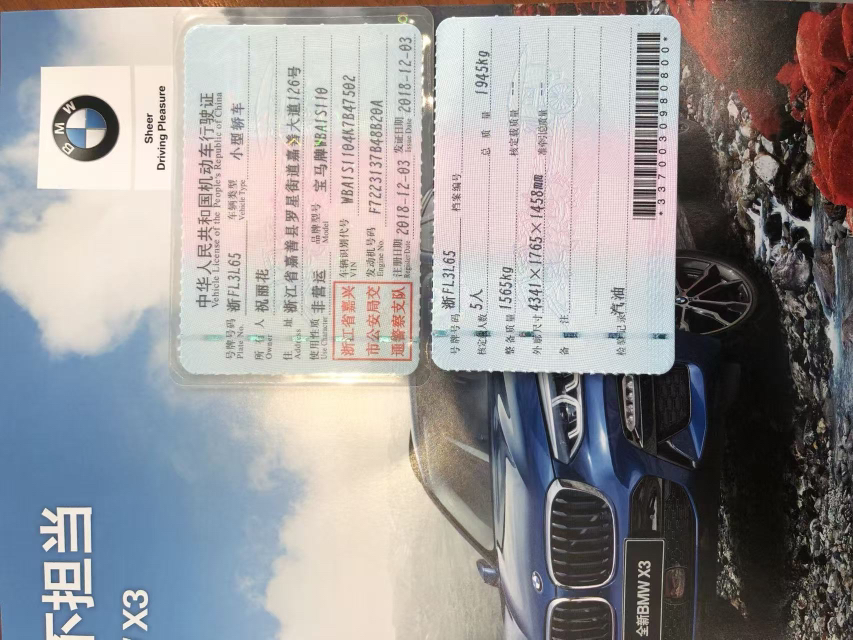 BMW
Sheer
Driving Pleasure
中华人民共和国机动车行驶证
Vehicle License of the People's Republic of China
号牌号码 浙FL3L65 车辆类型 小型轿车
Plate No. Vehicle Type
所有人 祝丽花
Owner
住址 浙江省嘉善县罗星街道嘉善大道126号
Address
使用性质 非营运 品牌型号 宝马牌WBA1S110
Use Character Model
浙江省嘉兴
市公安局交
通警察支队
车辆识别代号 WBA1S1104K7B47502
VIN
发动机号码 F7223137B48B20A
Engine No.
注册日期 2018-12-03 发证日期 2018-12-03
Register Date Issue Date
号牌号码 浙FL3L65 档案编号
核定载人数 5人 总质量 1945kg
整备质量 1565kg 核定载质量 --
外廓尺寸 4341×1765×1458mm 准牵引总质量 --
备注
检验记录 汽油
*3370030980800*
不担当
X3
全新BMW X3